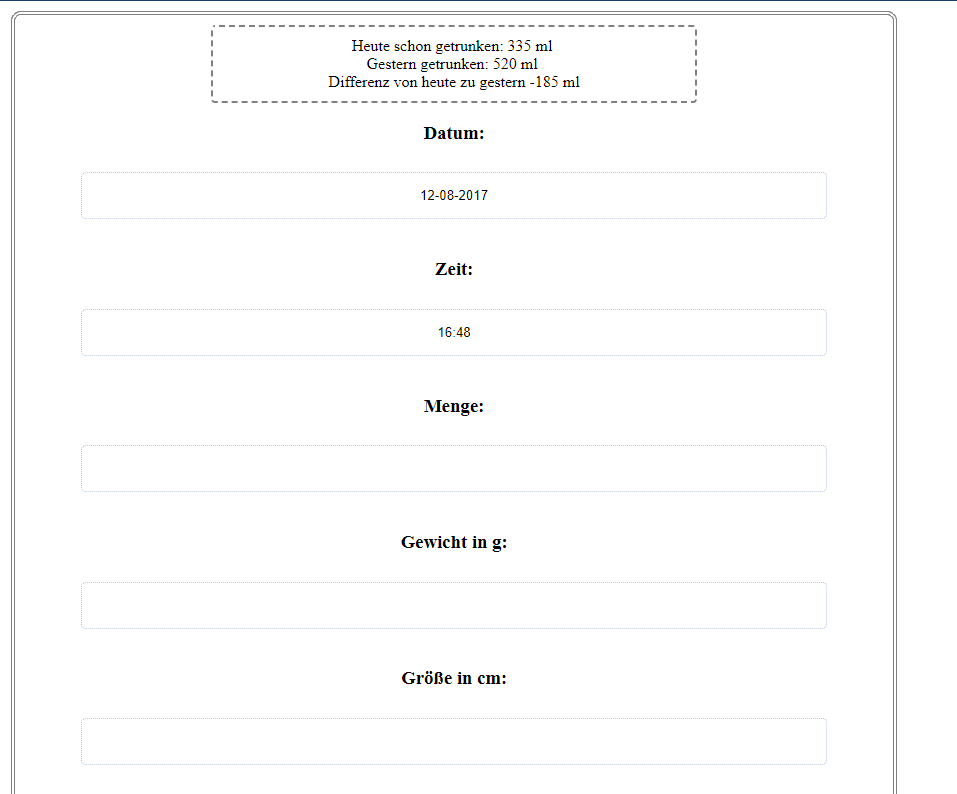 Heute schon getrunken: 335 ml
Gestern getrunken: 520 ml
Differenz von heute zu gestern -185 ml
Datum:
12-08-2017
Zeit:
16:48
Menge:
Gewicht in g:
Größe in cm: